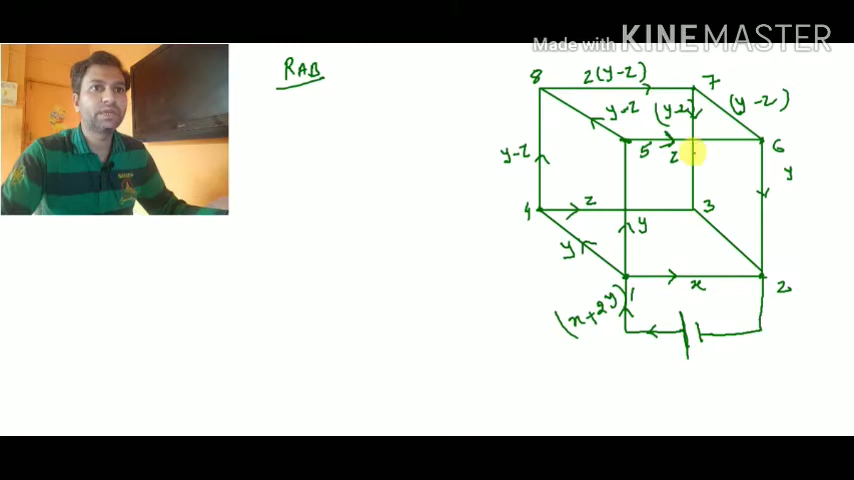 Made with KINEMASTER
RAB
8 2(y-z) 7
y-z (y-z) (y-z)
5 z 6
y-z y
4 z 3
y y
1 x 2
(x+2y)